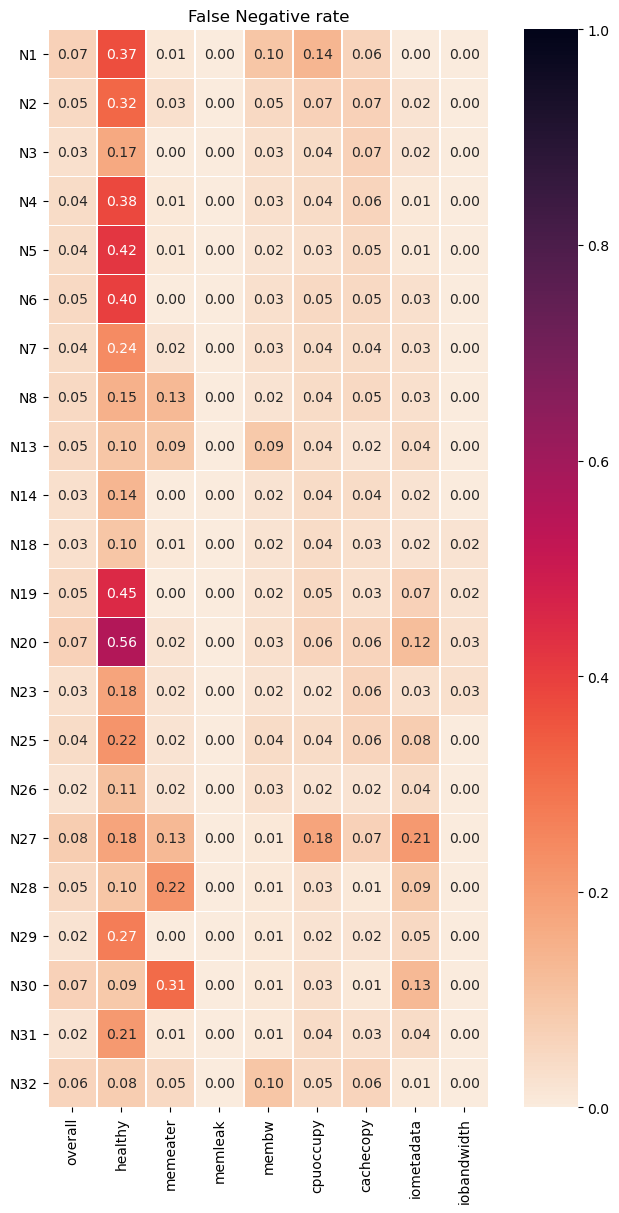 False Negative rate
N1 0.07 0.37 0.01 0.00 0.10 0.14 0.06 0.00 0.00
N2 0.05 0.32 0.03 0.00 0.05 0.07 0.07 0.02 0.00
N3 0.03 0.17 0.00 0.00 0.03 0.04 0.07 0.02 0.00
N4 0.04 0.38 0.01 0.00 0.03 0.04 0.06 0.01 0.00
N5 0.04 0.42 0.01 0.00 0.02 0.03 0.05 0.01 0.00
N6 0.05 0.40 0.00 0.00 0.03 0.05 0.05 0.03 0.00
N7 0.04 0.24 0.02 0.00 0.03 0.04 0.04 0.03 0.00
N8 0.05 0.15 0.13 0.00 0.02 0.04 0.05 0.03 0.00
N13 0.05 0.10 0.09 0.00 0.09 0.04 0.02 0.04 0.00
N14 0.03 0.14 0.00 0.00 0.02 0.04 0.04 0.02 0.00
N18 0.03 0.10 0.01 0.00 0.02 0.04 0.03 0.02 0.02
N19 0.05 0.45 0.00 0.00 0.02 0.05 0.03 0.07 0.02
N20 0.07 0.56 0.02 0.00 0.03 0.06 0.06 0.12 0.03
N23 0.03 0.18 0.02 0.00 0.02 0.02 0.06 0.03 0.03
N25 0.04 0.22 0.02 0.00 0.04 0.04 0.06 0.08 0.00
N26 0.02 0.11 0.02 0.00 0.03 0.02 0.02 0.04 0.00
N27 0.08 0.18 0.13 0.00 0.01 0.18 0.07 0.21 0.00
N28 0.05 0.10 0.22 0.00 0.01 0.03 0.01 0.09 0.00
N29 0.02 0.27 0.00 0.00 0.01 0.02 0.02 0.05 0.00
N30 0.07 0.09 0.31 0.00 0.01 0.03 0.01 0.13 0.00
N31 0.02 0.21 0.01 0.00 0.01 0.04 0.03 0.04 0.00
N32 0.06 0.08 0.05 0.00 0.10 0.05 0.06 0.01 0.00
overall
healthy
memeater
memleak
membw
cpuoccupy
cachecopy
iometadata
iobandwidth
1.0
0.8
0.6
0.4
0.2
0.0